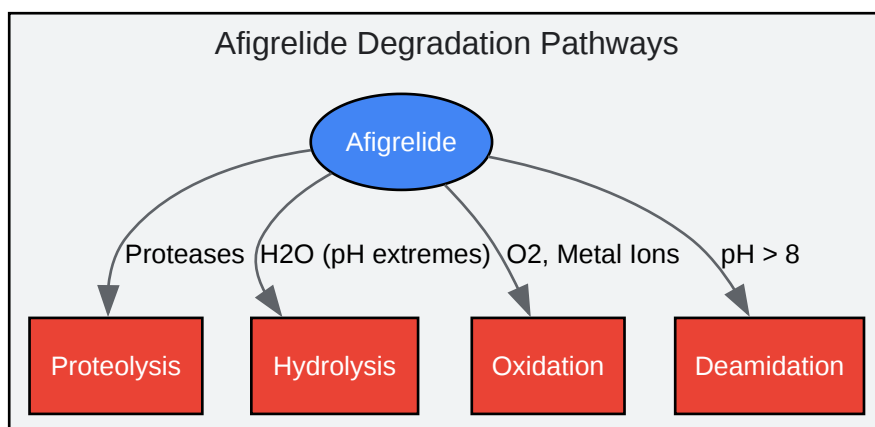 Afigrelide Degradation Pathways
Afigrelide
Proteases
H2O (pH extremes)
O2, Metal Ions
pH > 8
Proteolysis
Hydrolysis
Oxidation
Deamidation